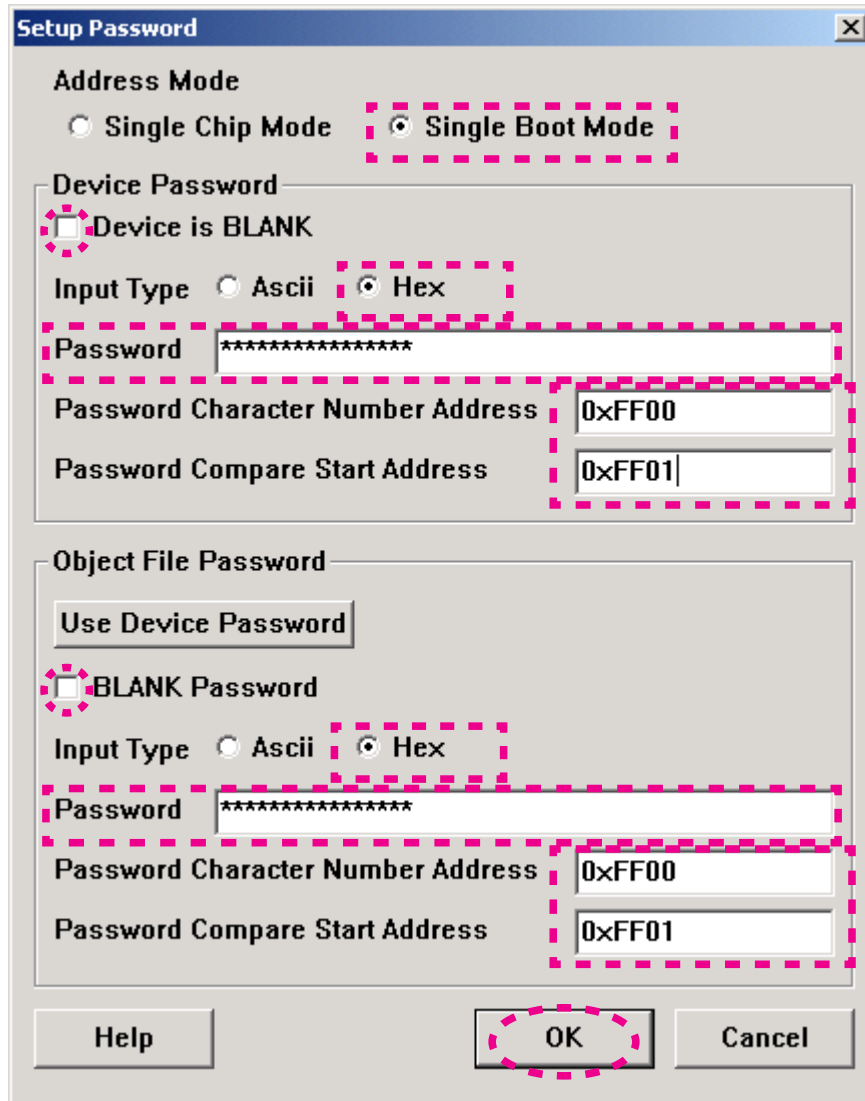 Setup Password
Address Mode
Single Chip Mode Single Boot Mode
Device Password
Device is BLANK
Input Type Ascii Hex
Password ****************
Password Character Number Address 0xFF00
Password Compare Start Address 0xFF01
Object File Password
Use Device Password
BLANK Password
Input Type Ascii Hex
Password ****************
Password Character Number Address 0xFF00
Password Compare Start Address 0xFF01
Help OK Cancel